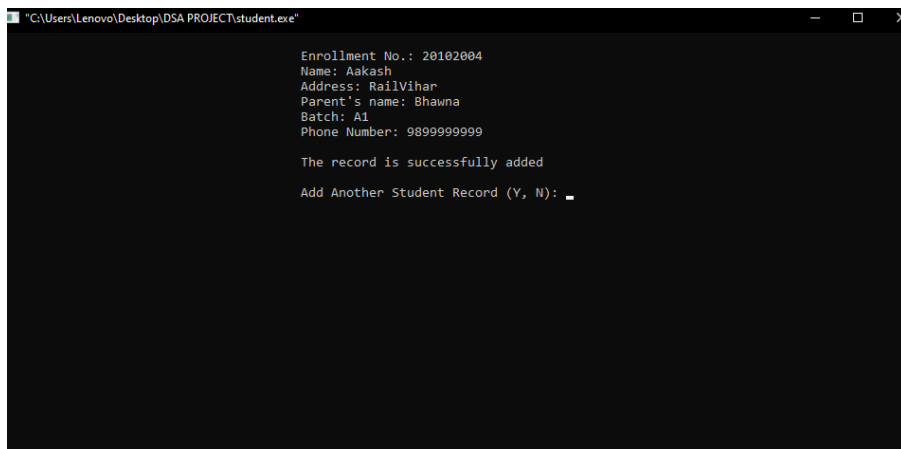 "C:\Users\Lenovo\Desktop\DSA PROJECT\student.exe"
Enrollment No.: 20102004
Name: Aakash
Address: RailVihar
Parent's name: Bhawna
Batch: A1
Phone Number: 9899999999
The record is successfully added
Add Another Student Record (Y, N):